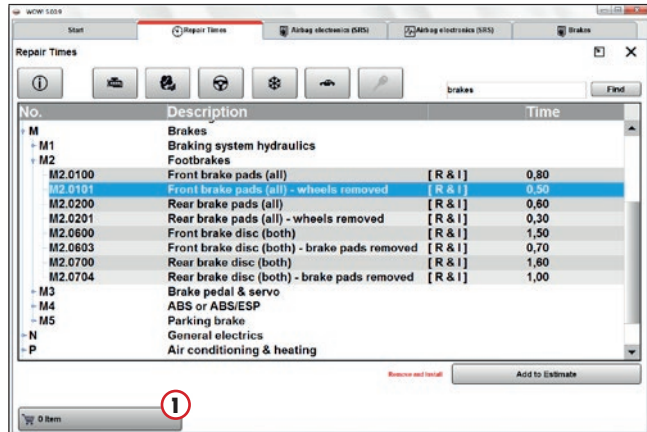 WOW! 5.00.9
Start Repair Times Airbag electronics (SRS) Airbag electronics (SRS) Brakes
Repair Times
brakes Find
No. Description Time
M Brakes
M1 Braking system hydraulics
M2 Footbrakes
M2.0100 Front brake pads (all) [ R & I ] 0,80
M2.0101 Front brake pads (all) - wheels removed [ R & I ] 0,50
M2.0200 Rear brake pads (all) [ R & I ] 0,60
M2.0201 Rear brake pads (all) - wheels removed [ R & I ] 0,30
M2.0600 Front brake disc (both) [ R & I ] 1,50
M2.0603 Front brake disc (both) - brake pads removed [ R & I ] 0,70
M2.0700 Rear brake disc (both) [ R & I ] 1,60
M2.0704 Rear brake disc (both) - brake pads removed [ R & I ] 1,00
M3 Brake pedal & servo
M4 ABS or ABS/ESP
M5 Parking brake
N General electrics
P Air conditioning & heating
Remove and Install Add to Estimate
0 Item 1